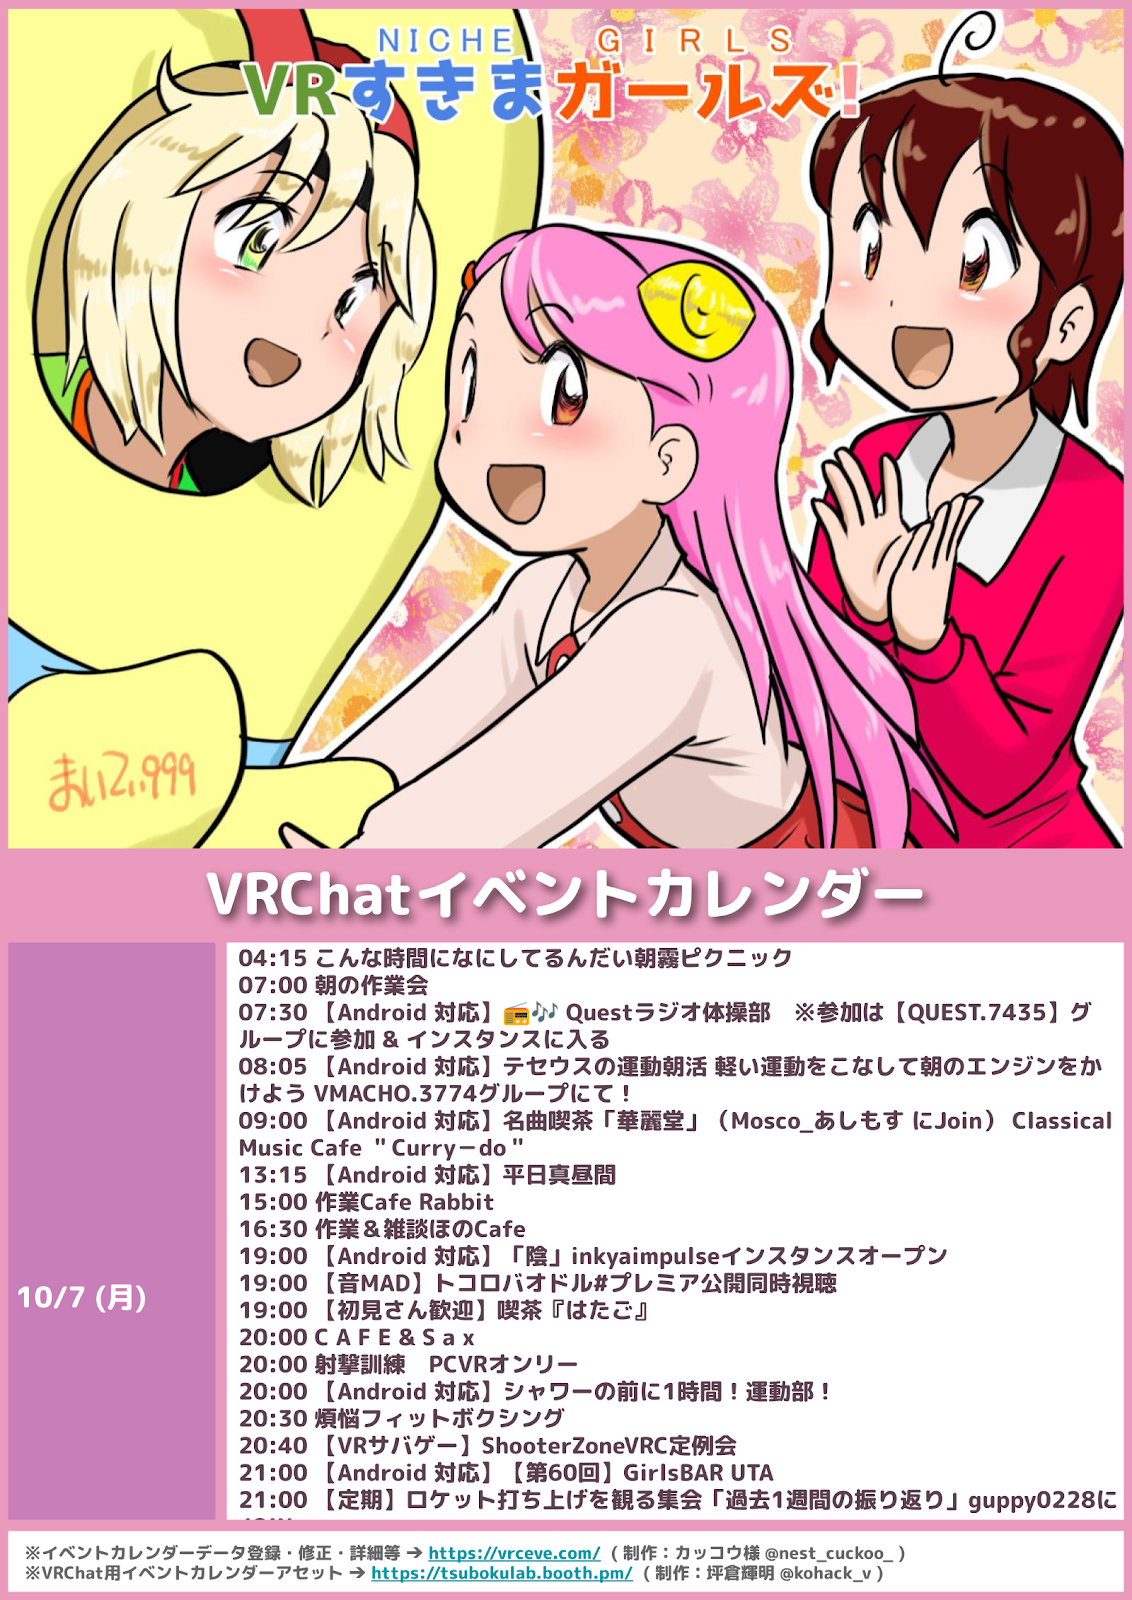 NICHE GIRLS
VRすきまガールズ!
まいてぃ999
VRChatイベントカレンダー
10/7 (月)
04:15 こんな時間になにしてるんだい朝霧ピクニック
07:00 朝の作業会
07:30 【Android 対応】📻🎶 Questラジオ体操部　※参加は【QUEST.7435】グ
ループに参加 & インスタンスに入る
08:05 【Android 対応】テセウスの運動朝活 軽い運動をこなして朝のエンジンをか
けよう VMACHO.3774グループにて！
09:00 【Android 対応】名曲喫茶「華麗堂」（Mosco_あしもす にJoin） Classical
Music Cafe ＂Curry－do＂
13:15 【Android 対応】平日真昼間
15:00 作業Cafe Rabbit
16:30 作業＆雑談ほのCafe
19:00 【Android 対応】「陰」inkyaimpulseインスタンスオープン
19:00 【音MAD】トコロバオドル#プレミア公開同時視聴
19:00 【初見さん歓迎】喫茶『はたご』
20:00 C A F E & S a x
20:00 射撃訓練　PCVRオンリー
20:00 【Android 対応】シャワーの前に1時間！運動部！
20:30 煩悩フィットボクシング
20:40 【VRサバゲー】ShooterZoneVRC定例会
21:00 【Android 対応】【第60回】GirlsBAR UTA
21:00 【定期】ロケット打ち上げを観る集会「過去1週間の振り返り」guppy0228に
※イベントカレンダーデータ登録・修正・詳細等 ➔ https://vrceve.com/ （制作：カッコウ様 @nest_cuckoo_ ）
※VRChat用イベントカレンダーアセット ➔ https://tsubokulab.booth.pm/ （制作：坪倉輝明 @kohack_v ）